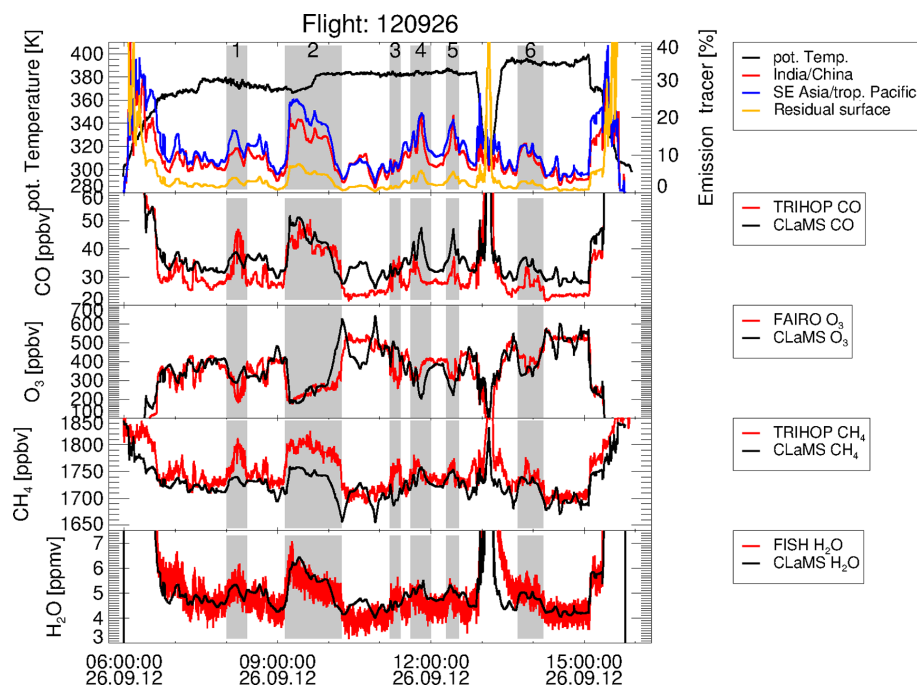 Flight: 120926
1 2 3 4 5 6
pot. Temperature [K]
400
380
360
340
320
300
280
40
30
20
10
0
Emission tracer [%]
pot. Temp.
India/China
SE Asia/trop. Pacific
Residual surface
CO [ppbv]
60
50
40
30
20
TRIHOP CO
CLaMS CO
O₃ [ppbv]
700
600
500
400
300
200
100
FAIRO O₃
CLaMS O₃
CH₄ [ppbv]
1850
1800
1750
1700
1650
TRIHOP CH₄
CLaMS CH₄
H₂O [ppmv]
7
6
5
4
3
FISH H₂O
CLaMS H₂O
06:00:00 09:00:00 12:00:00 15:00:00
26.09.12 26.09.12 26.09.12 26.09.12